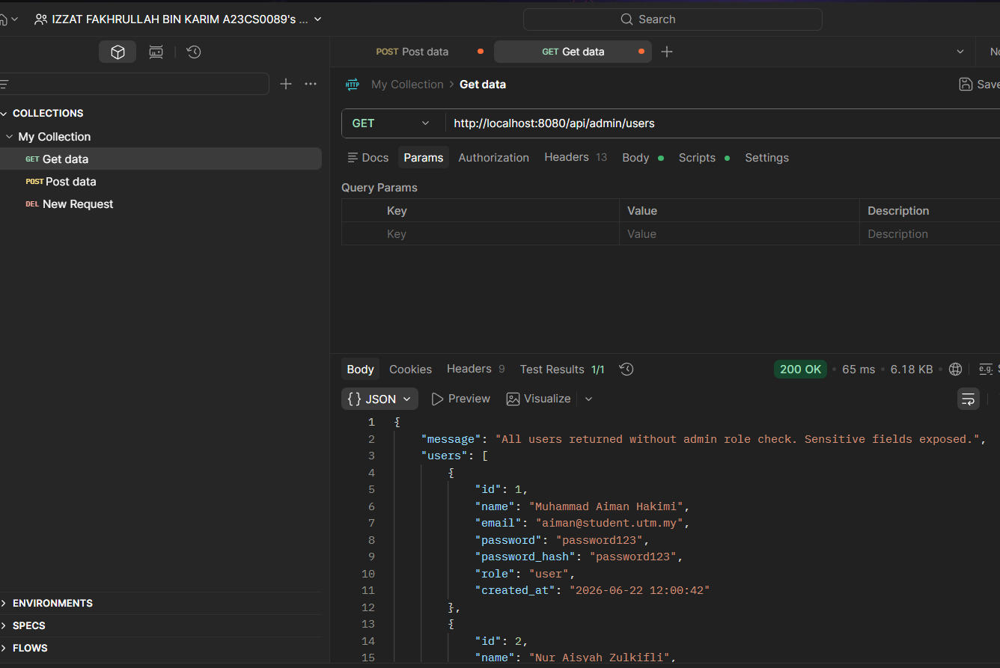 IZZAT FAKHRULLAH BIN KARIM A23CS0089's ...
Search
POST Post data
GET Get data
No
My Collection > Get data
Save
COLLECTIONS
My Collection
GET Get data
POST Post data
DEL New Request
GET
http://localhost:8080/api/admin/users
Docs Params Authorization Headers 13 Body Scripts Settings
Query Params
Key Value Description
Key Value Description
Body Cookies Headers 9 Test Results 1/1
200 OK • 65 ms • 6.18 KB •
e.g.
{} JSON Preview Visualize
1 {
2 "message": "All users returned without admin role check. Sensitive fields exposed.",
3 "users": [
4 {
5 "id": 1,
6 "name": "Muhammad Aiman Hakimi",
7 "email": "aiman@student.utm.my",
8 "password": "password123",
9 "password_hash": "password123",
10 "role": "user",
11 "created_at": "2026-06-22 12:00:42"
12 },
13 {
14 "id": 2,
15 "name": "Nur Aisyah Zulkifli",
ENVIRONMENTS
SPECS
FLOWS